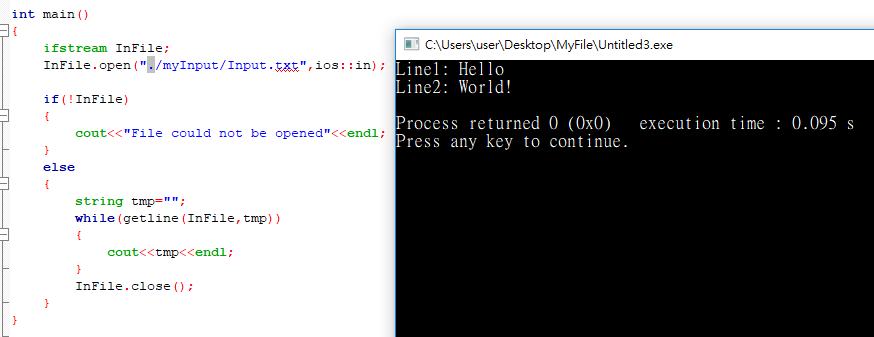 int main()
{
ifstream InFile;
InFile.open("./myInput/Input.txt",ios::in);
if(!InFile)
{
cout<<"File could not be opened"<<endl;
}
else
{
string tmp="";
while(getline(InFile,tmp))
{
cout<<tmp<<endl;
}
InFile.close();
}
}
C:\Users\user\Desktop\MyFile\Untitled3.exe
Line1: Hello
Line2: World!
Process returned 0 (0x0)   execution time : 0.095 s
Press any key to continue.